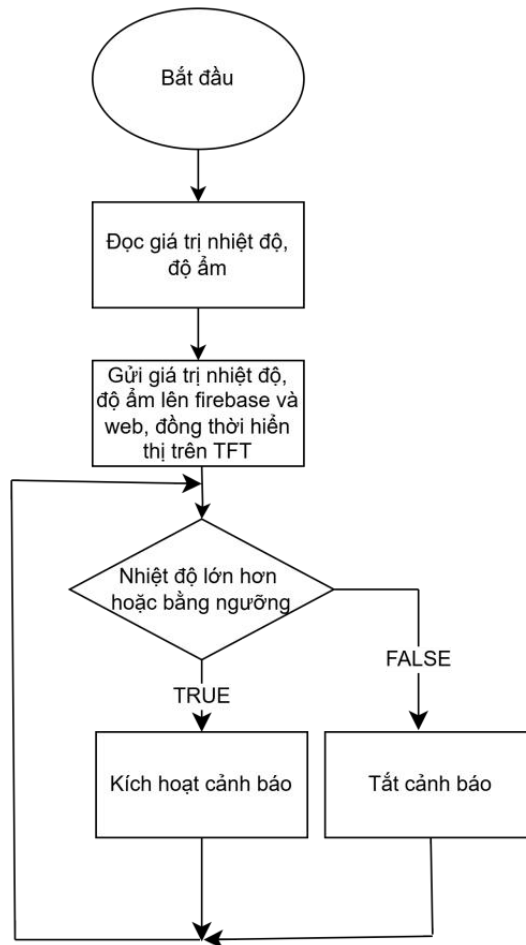 Bắt đầu
Đọc giá trị nhiệt độ,
độ ẩm
Gửi giá trị nhiệt độ,
độ ẩm lên firebase và
web, đồng thời hiển
thị trên TFT
Nhiệt độ lớn hơn
hoặc bằng ngưỡng
FALSE
TRUE
Kích hoạt cảnh báo
Tắt cảnh báo